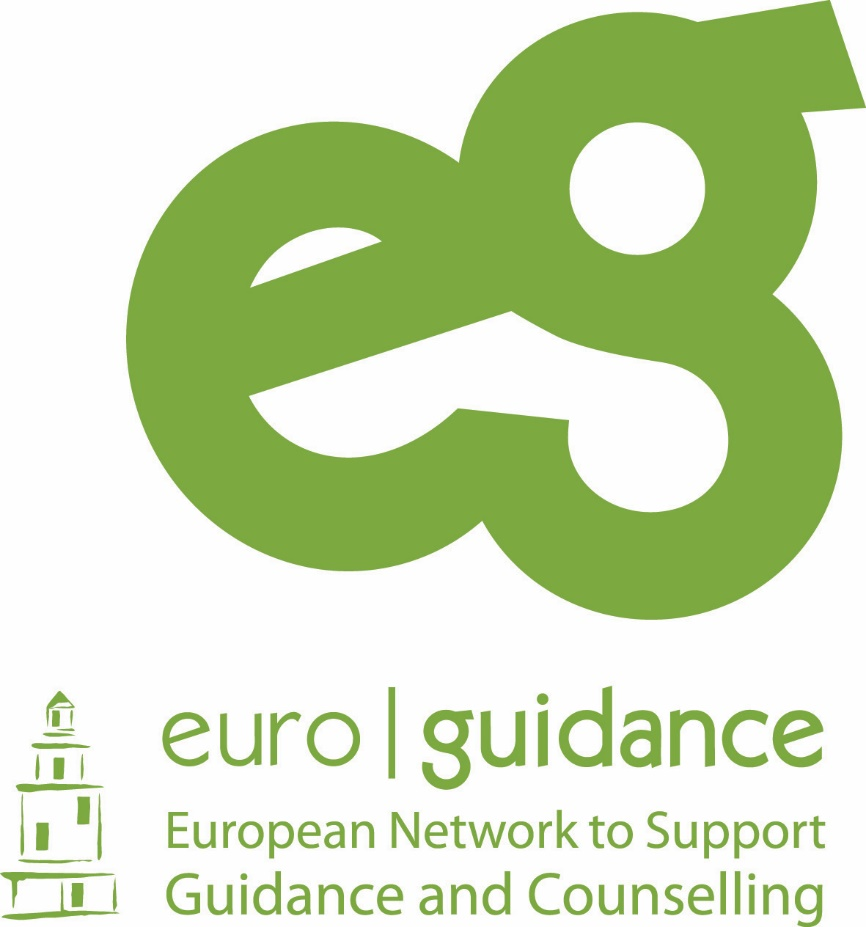 eg
euro|guidance
European Network to Support
Guidance and Counselling